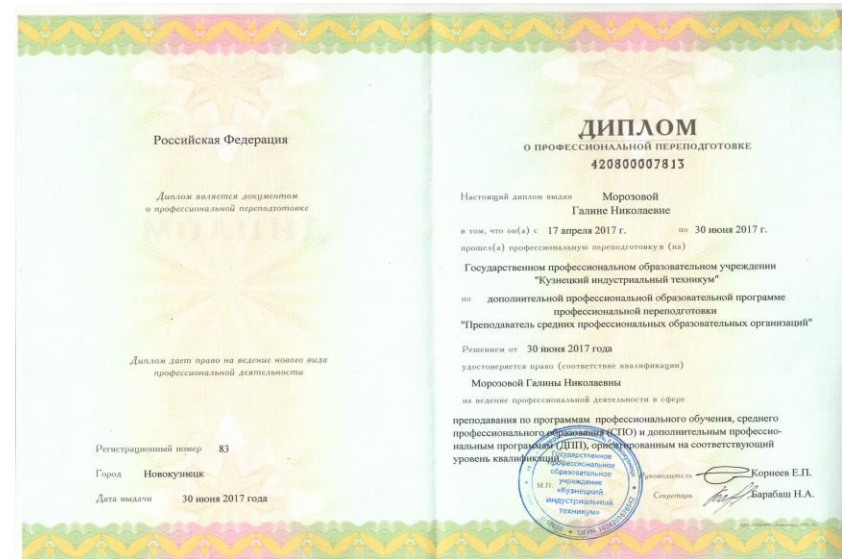 Российская Федерация
Диплом является документом
о профессиональной переподготовке
Диплом дает право на ведение нового вида
профессиональной деятельности
Регистрационный номер 83
Город Новокузнецк
Дата выдачи 30 июня 2017 года
ДИПЛОМ
О ПРОФЕССИОНАЛЬНОЙ ПЕРЕПОДГОТОВКЕ
420800007813
Настоящий диплом выдан Морозовой
Галине Николаевне
в том, что он(а) с 17 апреля 2017 г. по 30 июня 2017 г.
прошел(а) профессиональную переподготовку в (на)
Государственном профессиональном образовательном учреждении
"Кузнецкий индустриальный техникум"
по дополнительной профессиональной образовательной программе
профессиональной переподготовки
"Преподаватель средних профессиональных образовательных организаций"
Решением от 30 июня 2017 года
удостоверяется право (соответствие квалификации)
Морозовой Галины Николаевны
на ведение профессиональной деятельности в сфере
преподавания по программам профессионального обучения, среднего
профессионального образования (СПО) и дополнительным профессио-
нальным программам (ДПП), ориентированным на соответствующий
уровень квалификации
Государственное
профессиональное
образовательное
учреждение
«Кузнецкий
индустриальный
техникум»
М.П.
Руководитель Корнеев Е.П.
Секретарь Барабаш Н.А.